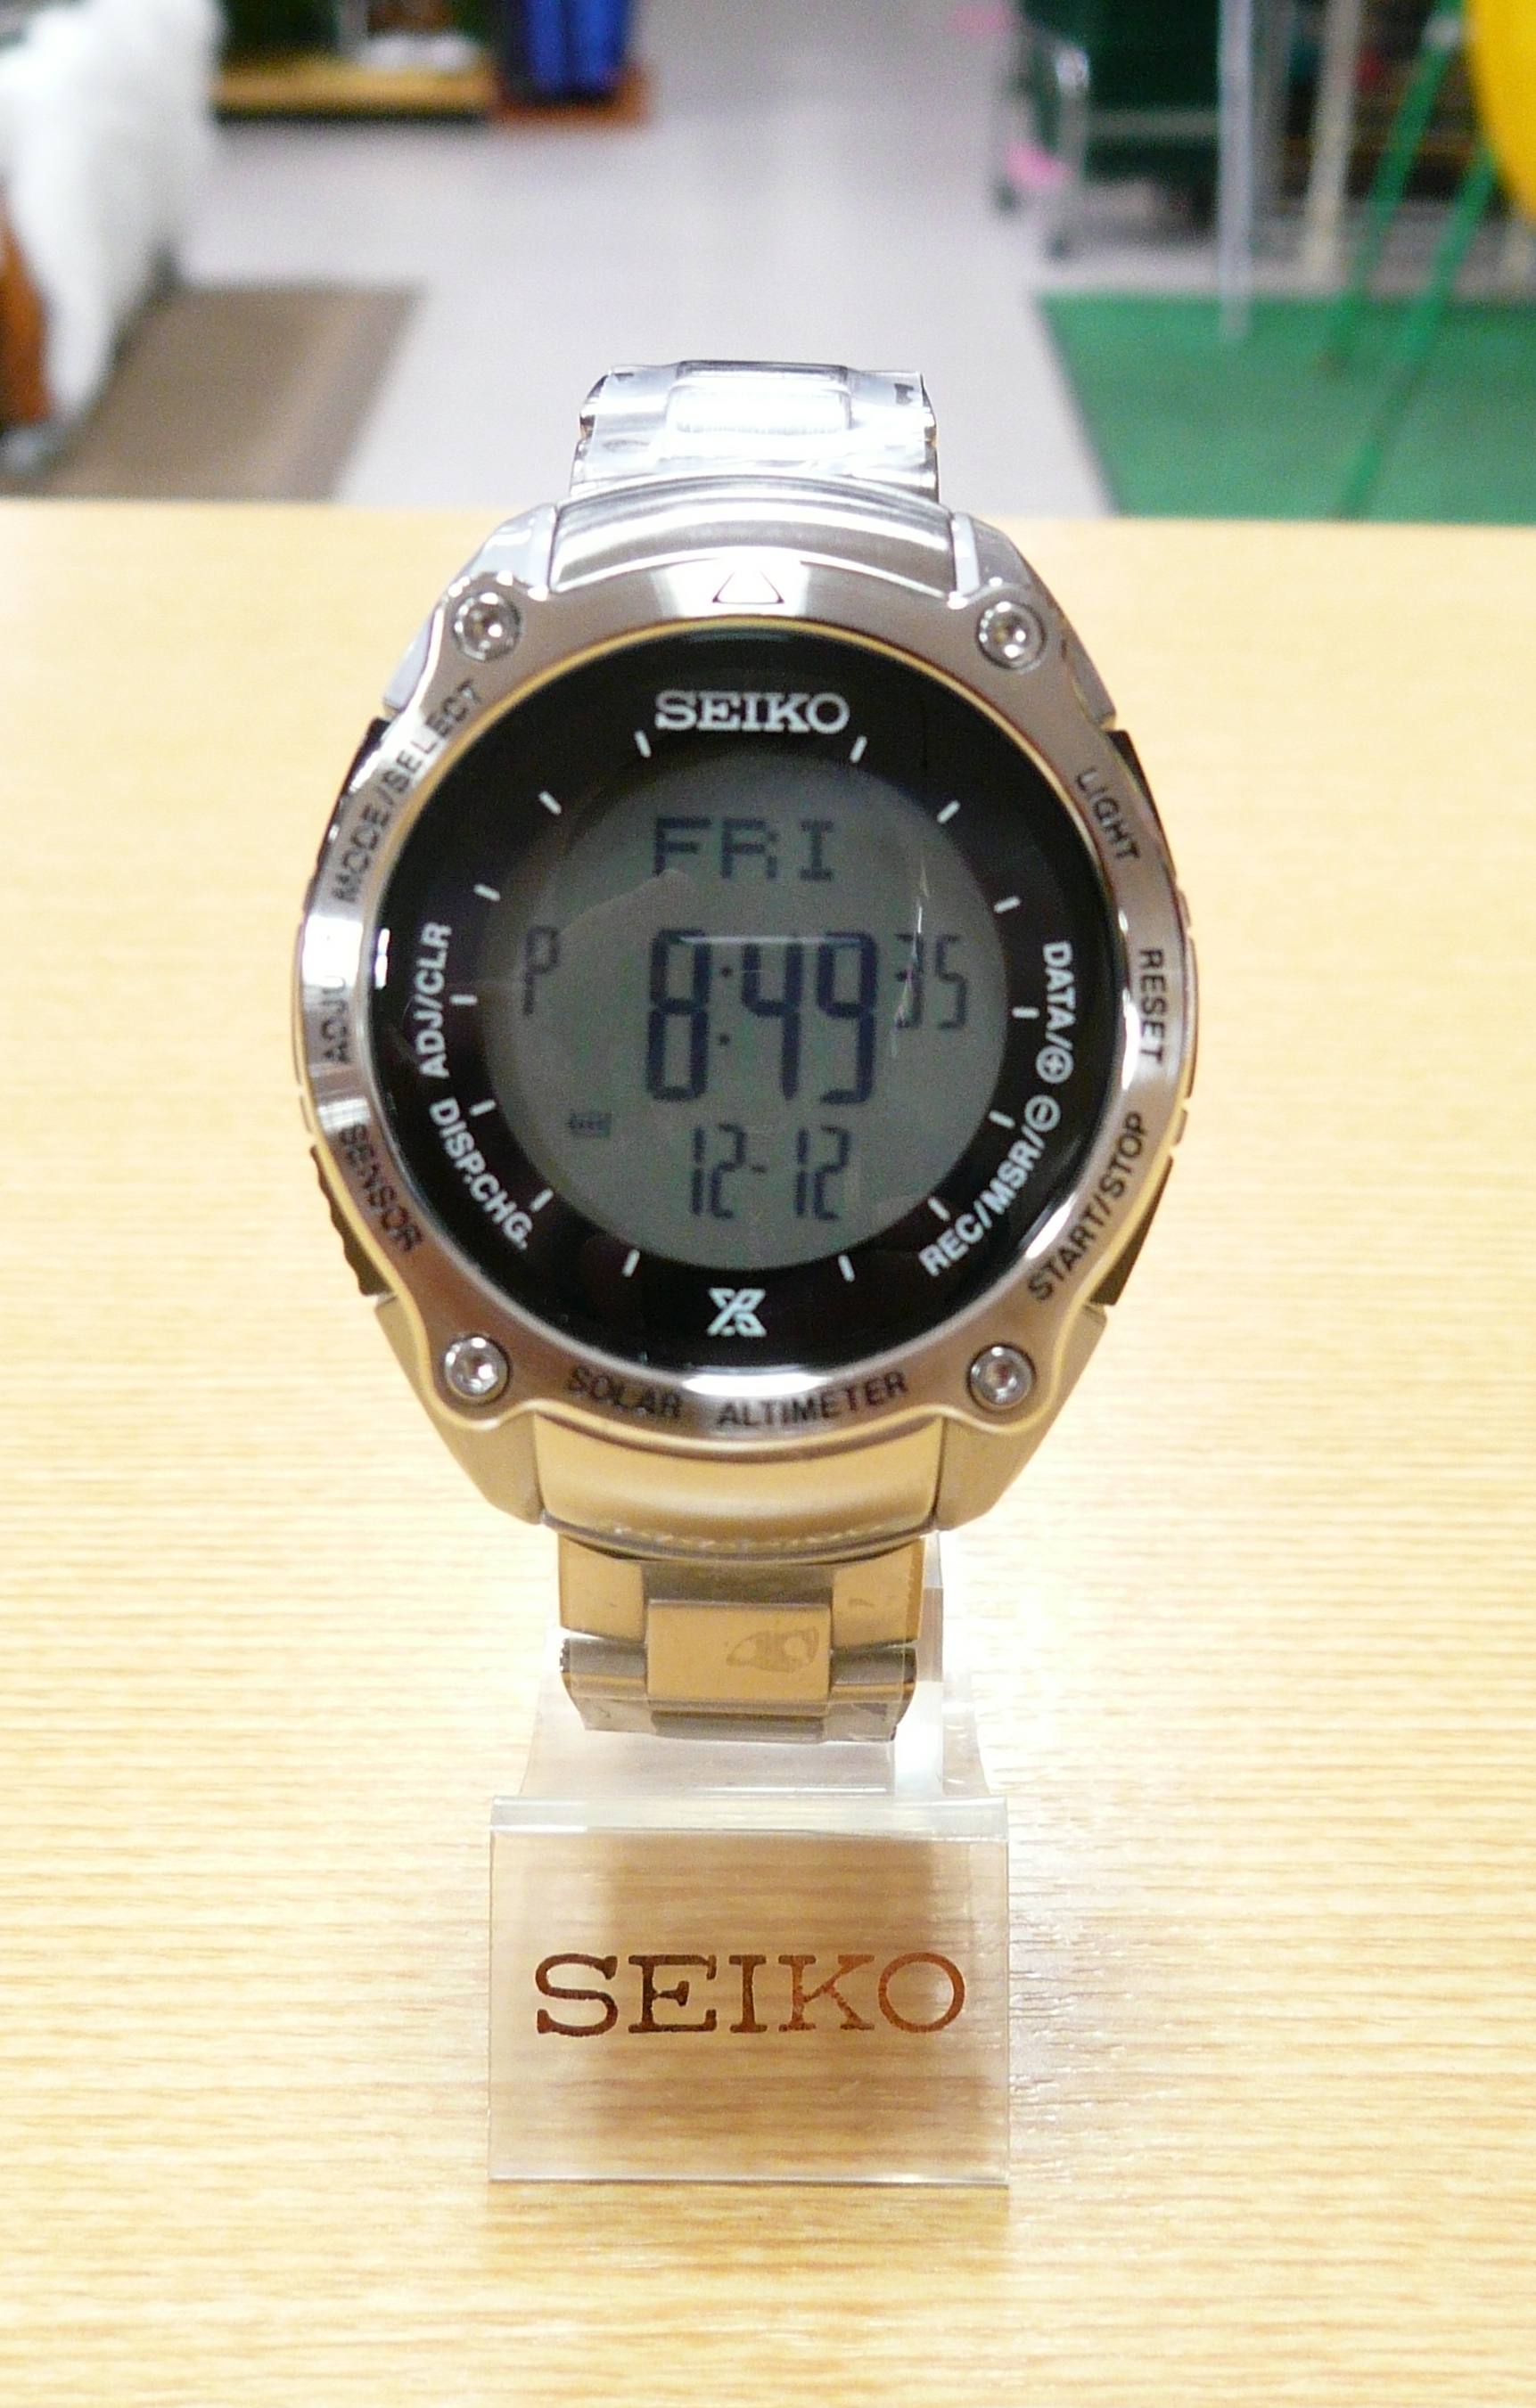 SEIKO
MODE/SELECT
LIGHT
FRI
P 8:49 35
12-12
ADJ/CLR
DATA/⊕
RESET
SENSOR
DISP.CHG.
REC/MSR/⊖
START/STOP
SOLAR ALTIMETER
SEIKO